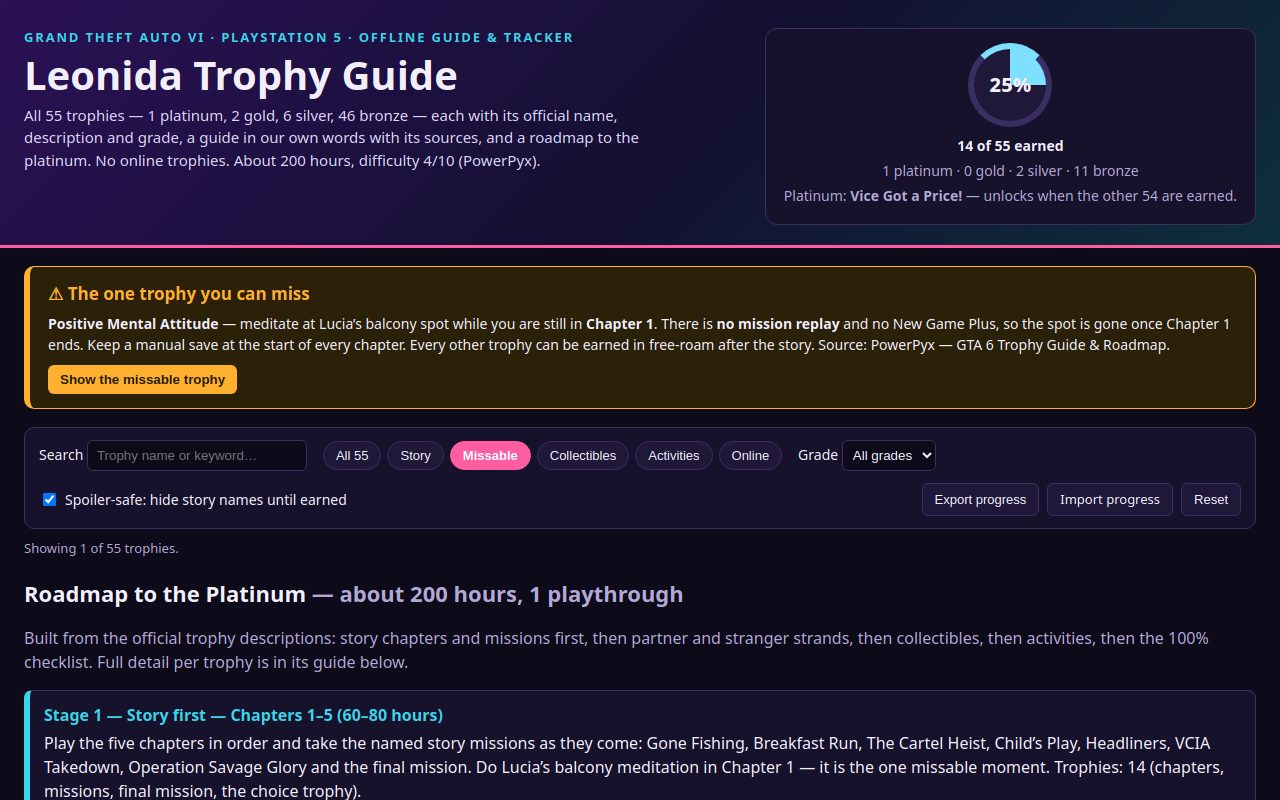 GRAND THEFT AUTO VI · PLAYSTATION 5 · OFFLINE GUIDE & TRACKER
Leonida Trophy Guide
All 55 trophies — 1 platinum, 2 gold, 6 silver, 46 bronze — each with its official name,
description and grade, a guide in our own words with its sources, and a roadmap to the
platinum. No online trophies. About 200 hours, difficulty 4/10 (PowerPyx).
25%
14 of 55 earned
1 platinum · 0 gold · 2 silver · 11 bronze
Platinum: Vice Got a Price! — unlocks when the other 54 are earned.
⚠ The one trophy you can miss
Positive Mental Attitude — meditate at Lucia’s balcony spot while you are still in Chapter 1. There is no mission replay and no New Game Plus, so the spot is gone once Chapter 1
ends. Keep a manual save at the start of every chapter. Every other trophy can be earned in free-roam after the story. Source: PowerPyx — GTA 6 Trophy Guide & Roadmap.
Show the missable trophy
Search Trophy name or keyword… All 55 Story Missable Collectibles Activities Online Grade All grades
Spoiler-safe: hide story names until earned Export progress Import progress Reset
Showing 1 of 55 trophies.
Roadmap to the Platinum — about 200 hours, 1 playthrough
Built from the official trophy descriptions: story chapters and missions first, then partner and stranger strands, then collectibles, then activities, then the 100%
checklist. Full detail per trophy is in its guide below.
Stage 1 — Story first — Chapters 1–5 (60–80 hours)
Play the five chapters in order and take the named story missions as they come: Gone Fishing, Breakfast Run, The Cartel Heist, Child’s Play, Headliners, VCIA
Takedown, Operation Savage Glory and the final mission. Do Lucia’s balcony meditation in Chapter 1 — it is the one missable moment. Trophies: 14 (chapters,
missions, final mission, the choice trophy).